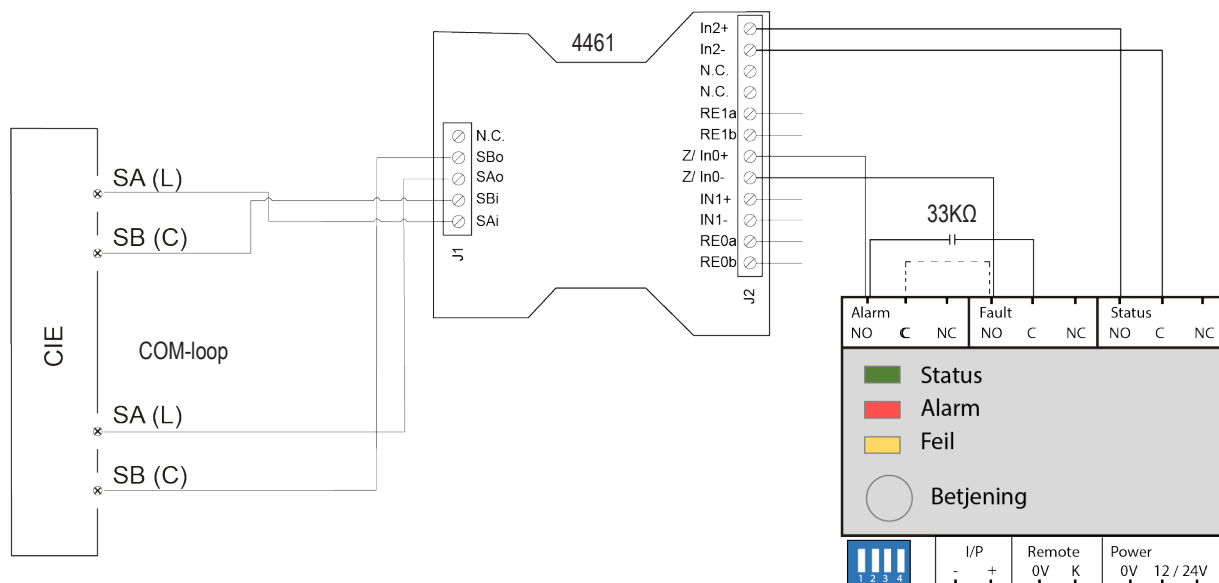 4461
In2+
In2-
N.C.
N.C.
RE1a
RE1b
Z/ In0+
Z/ In0-
IN1+
IN1-
RE0a
RE0b
J2
N.C.
SBo
SAo
SBi
SAi
J1
CIE
SA (L)
SB (C)
COM-loop
SA (L)
SB (C)
33KΩ
Alarm Fault Status
NO C NC NO C NC NO C NC
Status
Alarm
Feil
Betjening
1 2 3 4
I/P Remote Power
- + 0V K 0V 12 / 24V